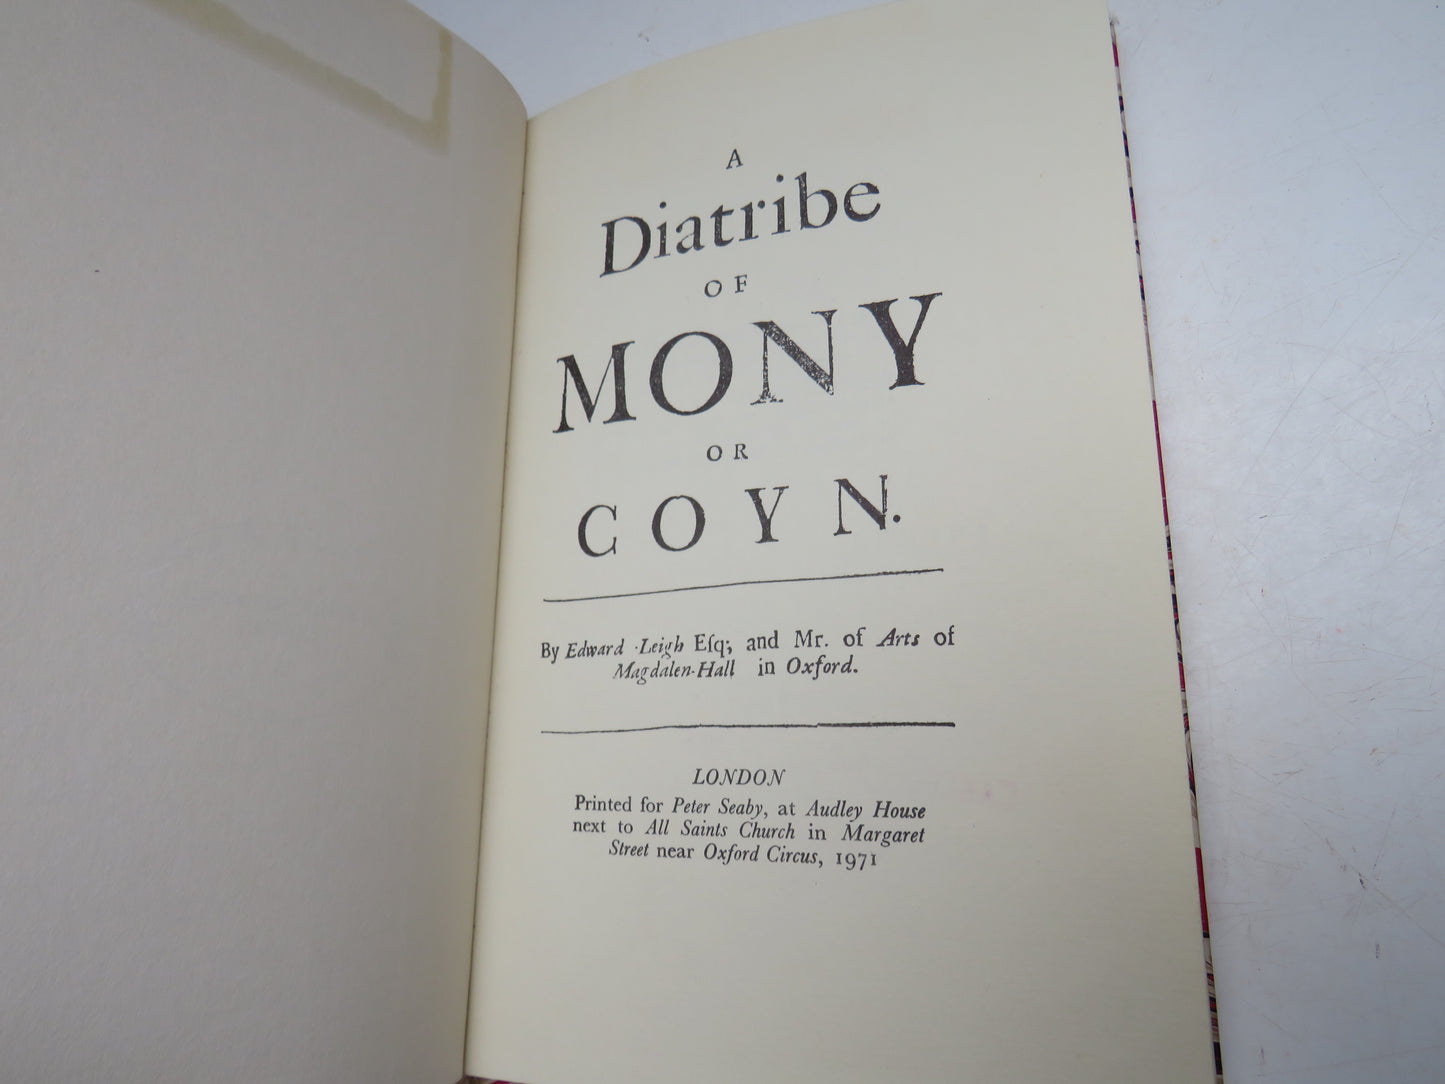 A
Diatribe
OF
MONY
OR
COYN.
By Edward Leigh Eſq; and Mr. of Arts of
Magdalen-Hall in Oxford.
LONDON
Printed for Peter Seaby, at Audley House
next to All Saints Church in Margaret
Street near Oxford Circus, 1971